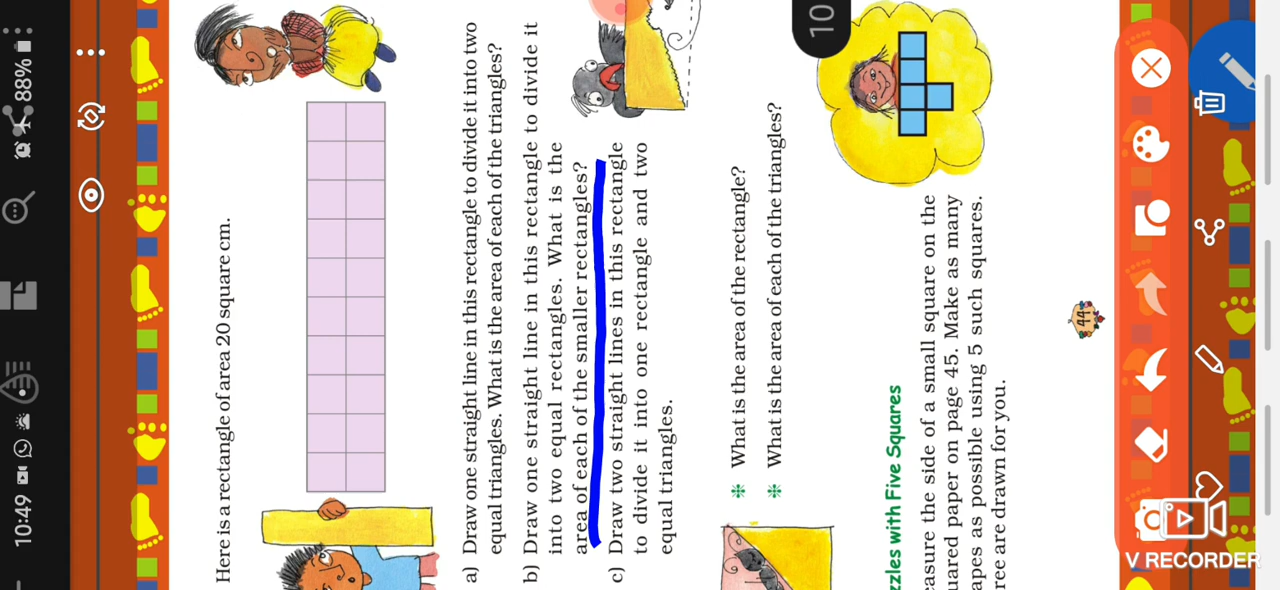 Here is a rectangle of area 20 square cm.
a) Draw one straight line in this rectangle to divide it into two
equal triangles. What is the area of each of the triangles?
b) Draw one straight line in this rectangle to divide it
into two equal rectangles. What is the
area of each of the smaller rectangles?
c) Draw two straight lines in this rectangle
to divide it into one rectangle and two
equal triangles.
❇ What is the area of the rectangle?
❇ What is the area of each of the triangles?
zzles with Five Squares
easure the side of a small square on the
uared paper on page 45. Make as many
apes as possible using 5 such squares.
ree are drawn for you.
44
10:49
88%
10
V RECORDER